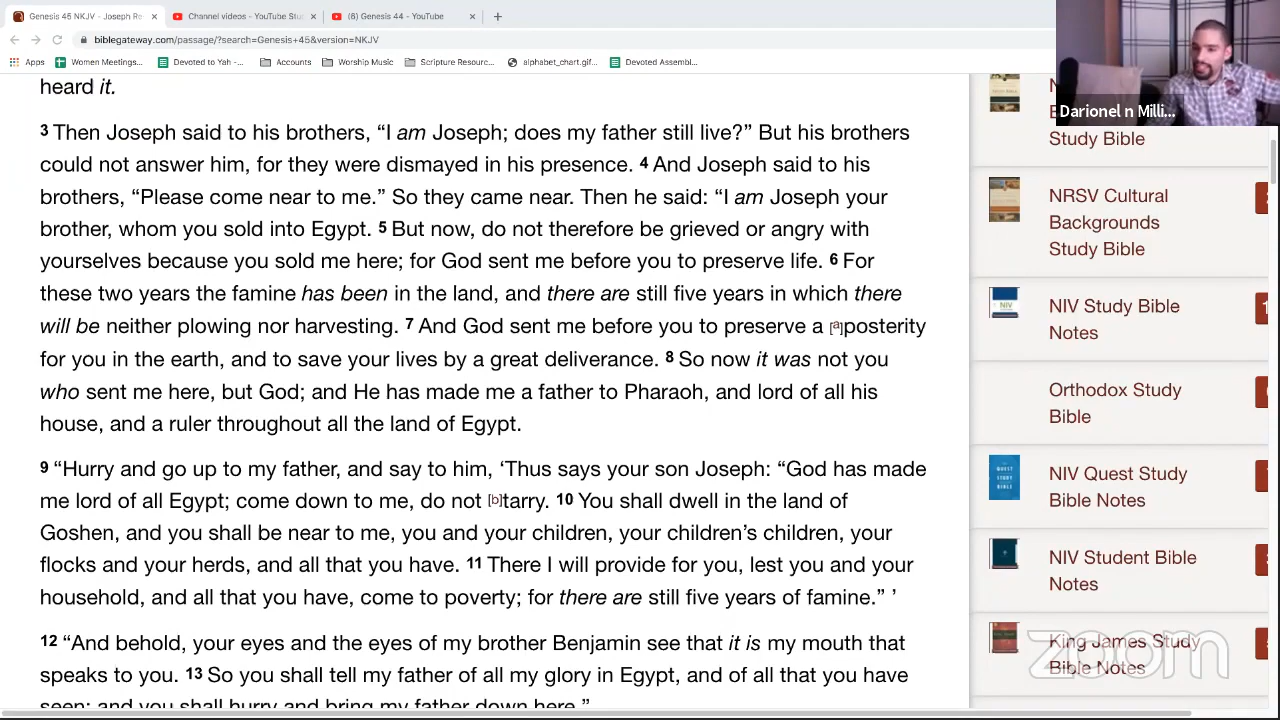 Genesis 45 NKJV - Joseph Re
Channel videos - YouTube Stu
(6) Genesis 44 - YouTube
biblegateway.com/passage/?search=Genesis+45&version=NKJV
Apps
Women Meetings...
Devoted to Yah -...
Accounts
Worship Music
Scripture Resource...
alphabet_chart.gif...
Devoted Assembl...
Darionel n Milli...
heard it.
3 Then Joseph said to his brothers, “I am Joseph; does my father still live?” But his brothers
could not answer him, for they were dismayed in his presence. 4 And Joseph said to his
brothers, “Please come near to me.” So they came near. Then he said: “I am Joseph your
brother, whom you sold into Egypt. 5 But now, do not therefore be grieved or angry with
yourselves because you sold me here; for God sent me before you to preserve life. 6 For
these two years the famine has been in the land, and there are still five years in which there
will be neither plowing nor harvesting. 7 And God sent me before you to preserve a [a]posterity
for you in the earth, and to save your lives by a great deliverance. 8 So now it was not you
who sent me here, but God; and He has made me a father to Pharaoh, and lord of all his
house, and a ruler throughout all the land of Egypt.
9 “Hurry and go up to my father, and say to him, ‘Thus says your son Joseph: “God has made
me lord of all Egypt; come down to me, do not [b]tarry. 10 You shall dwell in the land of
Goshen, and you shall be near to me, you and your children, your children’s children, your
flocks and your herds, and all that you have. 11 There I will provide for you, lest you and your
household, and all that you have, come to poverty; for there are still five years of famine.” ’
12 “And behold, your eyes and the eyes of my brother Benjamin see that it is my mouth that
speaks to you. 13 So you shall tell my father of all my glory in Egypt, and of all that you have
seen; and you shall hurry and bring my father down here.”
Study Bible
NRSV Cultural
Backgrounds
Study Bible
NIV Study Bible
Notes
Orthodox Study
Bible
NIV Quest Study
Bible Notes
NIV Student Bible
Notes
King James Study
Bible Notes
zoom